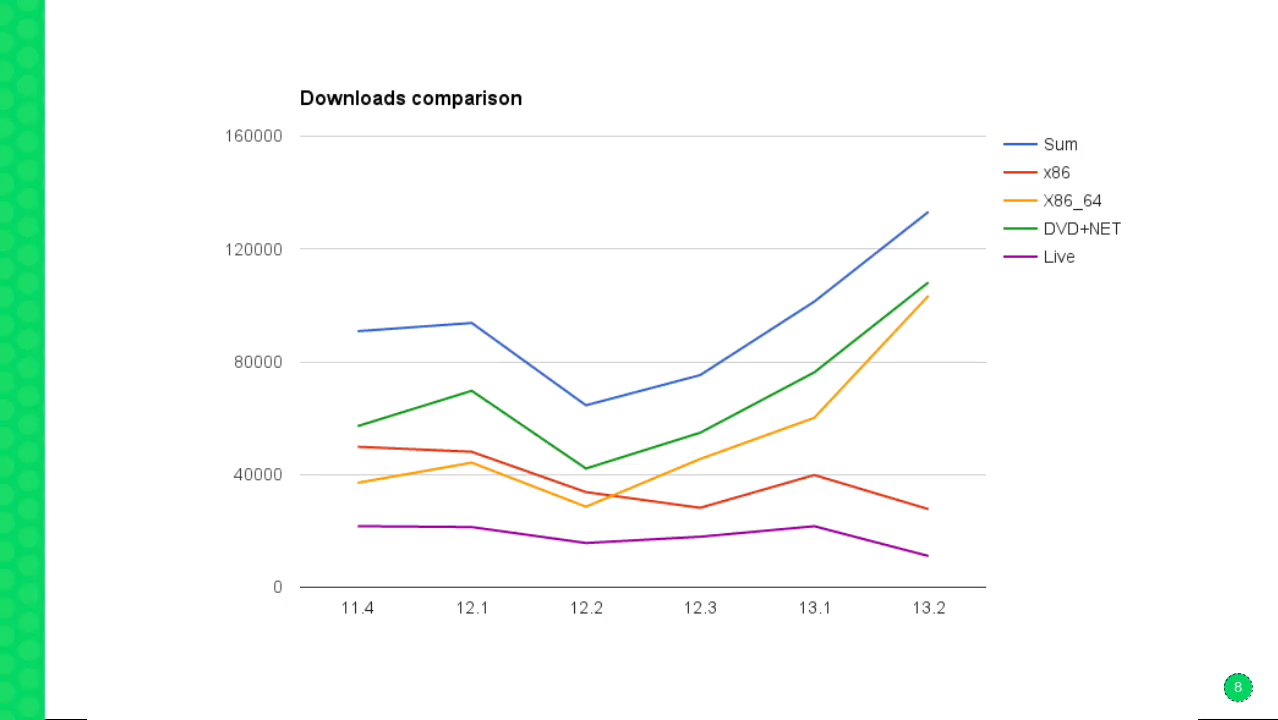 Downloads comparison
160000
120000
80000
40000
0
11.4 12.1 12.2 12.3 13.1 13.2
Sum
x86
X86_64
DVD+NET
Live
8